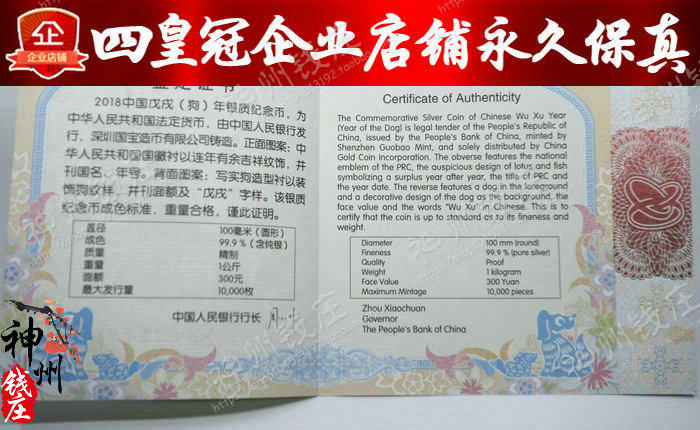 企
企业店铺
四皇冠企业店铺永久保真
鉴定证书
2018中国戊戌(狗)年银质纪念币,为
中华人民共和国法定货币,由中国人民银行发
行,深圳国宝造币有限公司铸造。正面图案:中
华人民共和国国徽衬以连年有余吉祥纹饰,并
刊国名、年号。背面图案:写实狗造型衬以装
饰狗纹样,并刊面额及“戊戌”字样。该银质
纪念币成色标准,重量合格,谨此证明。
直径 100毫米(圆形)
成色 99.9%(含纯银)
质量 精制
重量 1公斤
面额 300元
最大发行量 10,000枚
中国人民银行行长
Certificate of Authenticity
The Commemorative Silver Coin of Chinese Wu Xu Year
(Year of the Dog) is legal tender of the People's Republic of
China, issued by the People's Bank of China, minted by
Shenzhen Guobao Mint, and solely distributed by China
Gold Coin Incorporation. The obverse features the national
emblem of the PRC, the auspicious design of lotus and fish
symbolizing a surplus year after year, the title of PRC and
the year date. The reverse features a dog in the foreground
and a decorative design of the dog as the background, the
face value and the words "Wu Xu" in Chinese. This is to
certify that the coin is up to standard as to its fineness and
weight.
Diameter 100 mm (round)
Fineness 99.9 % (pure silver)
Quality Proof
Weight 1 kilogram
Face Value 300 Yuan
Maximum Mintage 10,000 pieces
Zhou Xiaochuan
Governor
The People's Bank of China
神州
钱庄
神州钱庄